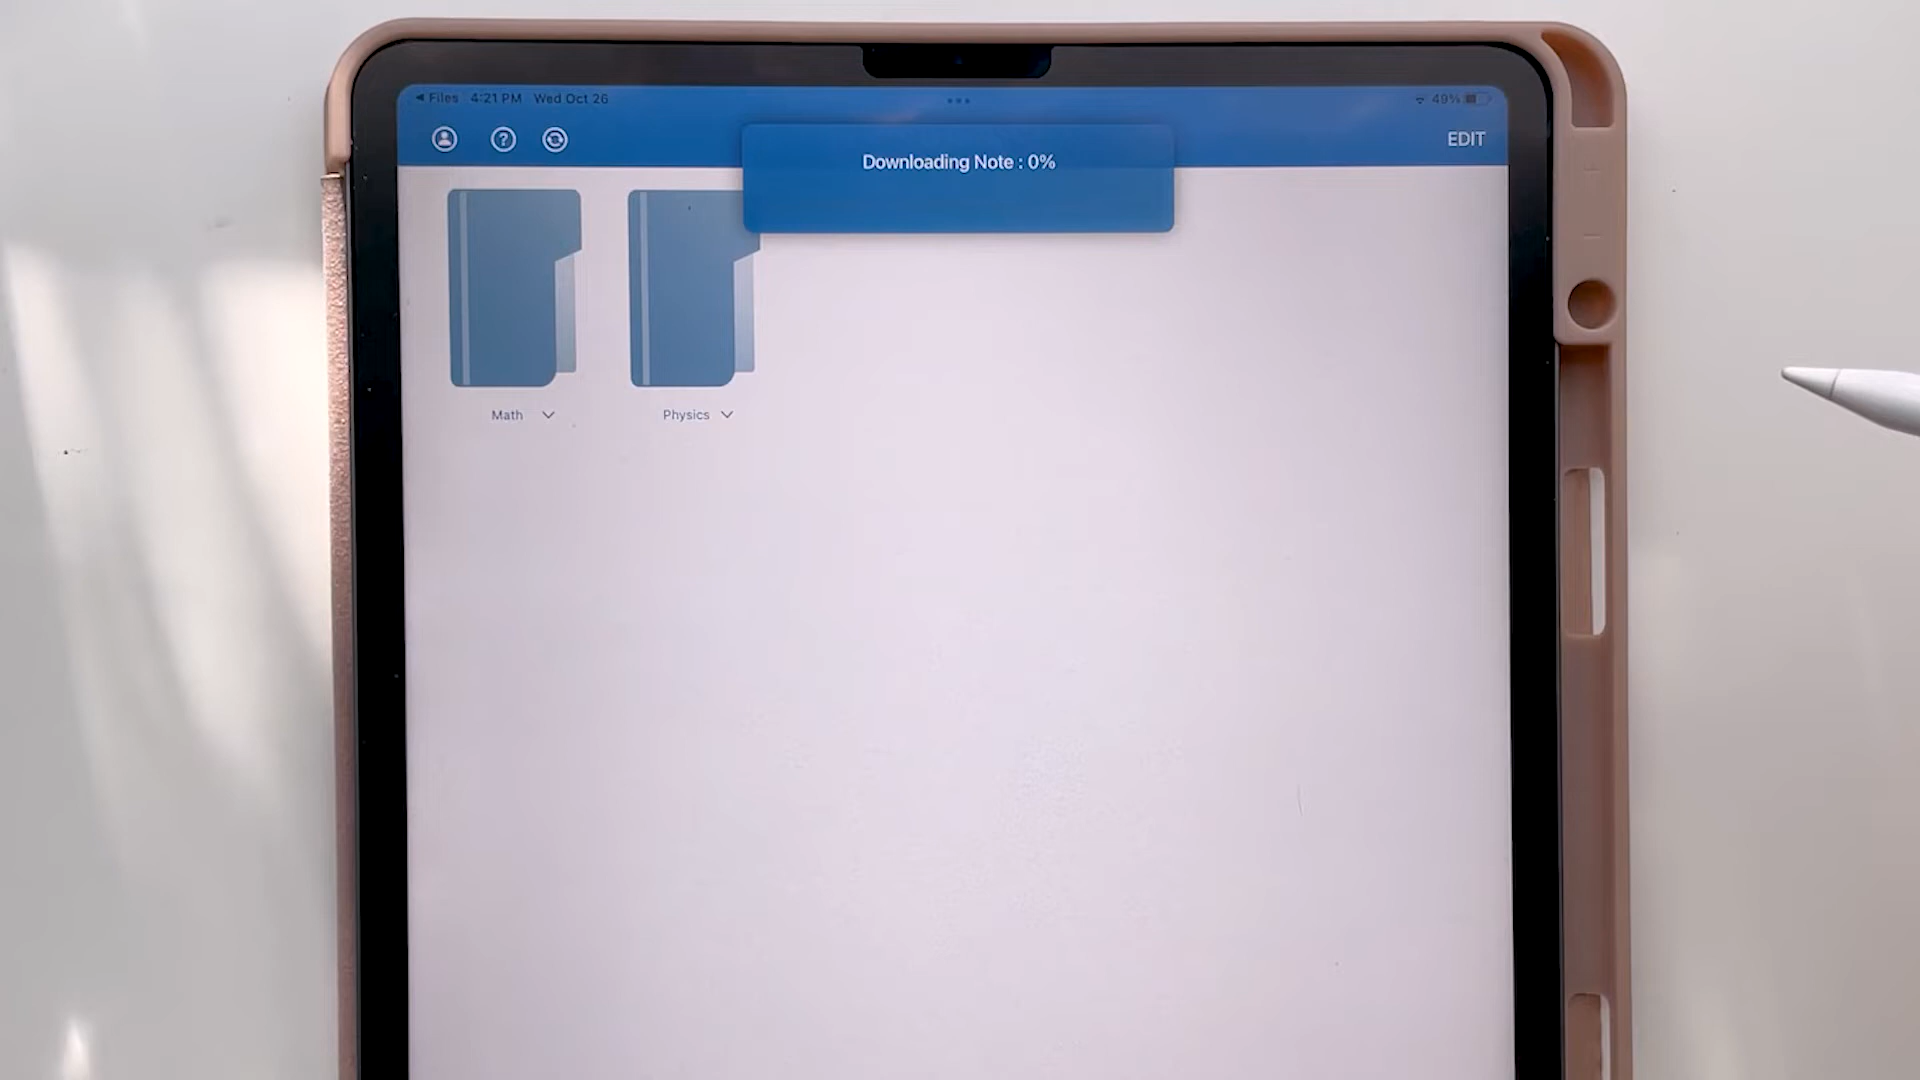 Files 4:21 PM Wed Oct 26
49%
EDIT
Downloading Note : 0%
Math
Physics